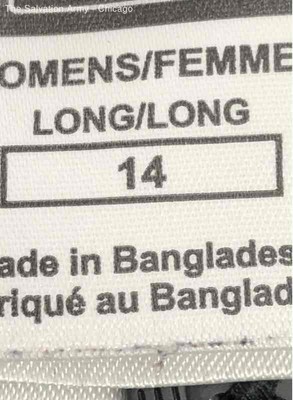 The Salvation Army - Chicago
OMENS/FEMME
LONG/LONG
14
ade in Banglades
riqué au Banglad